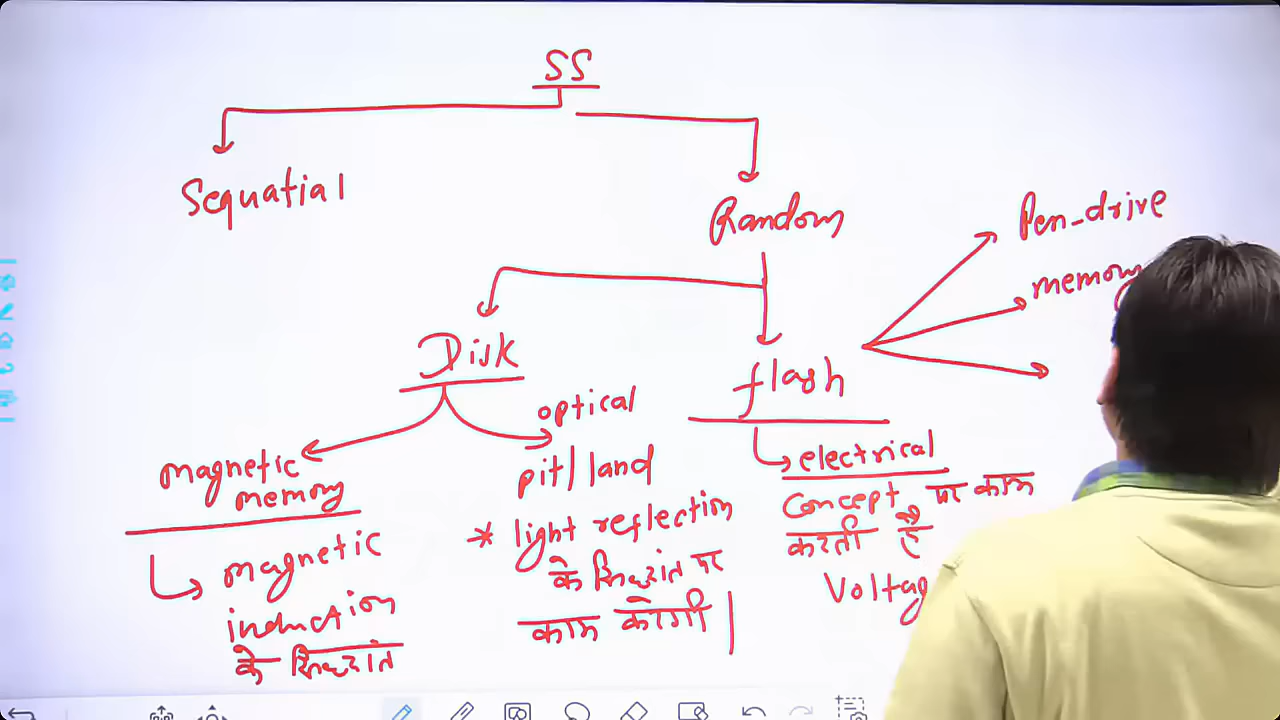 SS
Sequatial
Random
Pen-drive
memory
Disk
flash
optical
magnetic
memory
pit/land
electrical
concept पर काम
करती है
Voltag
* light reflection
के सिद्धांत पर
काम करेगी
magnetic
induction
के सिद्धांत